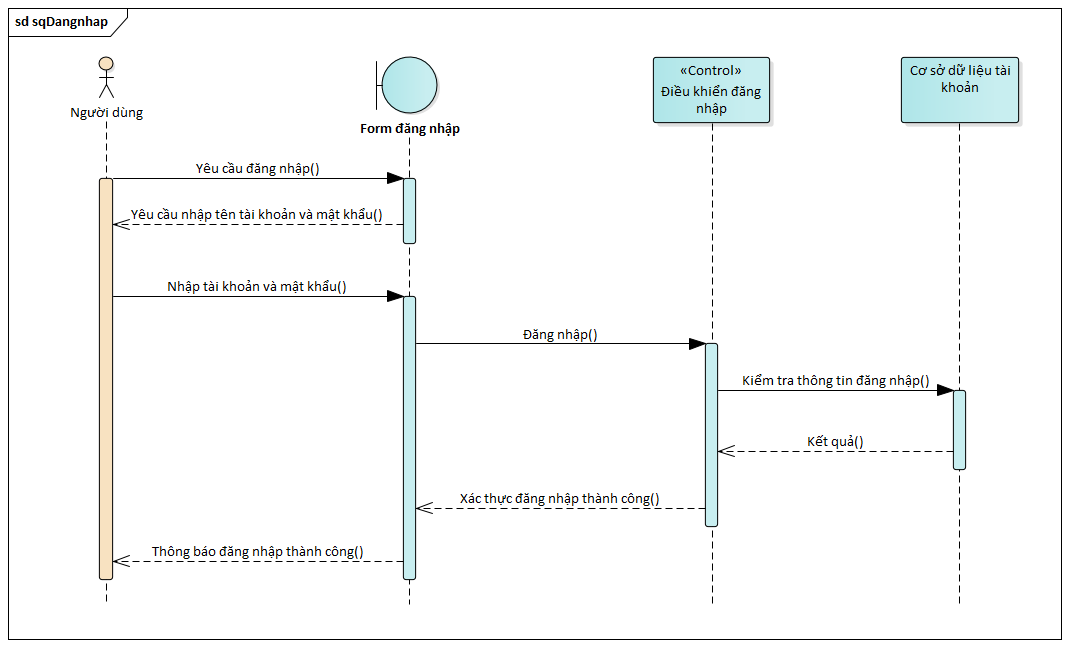 sd sqDangnhap
Người dùng
Form đăng nhập
«Control»
Điều khiển đăng
nhập
Cơ sở dữ liệu tài
khoản
Yêu cầu đăng nhập()
Yêu cầu nhập tên tài khoản và mật khẩu()
Nhập tài khoản và mật khẩu()
Đăng nhập()
Kiểm tra thông tin đăng nhập()
Kết quả()
Xác thực đăng nhập thành công()
Thông báo đăng nhập thành công()